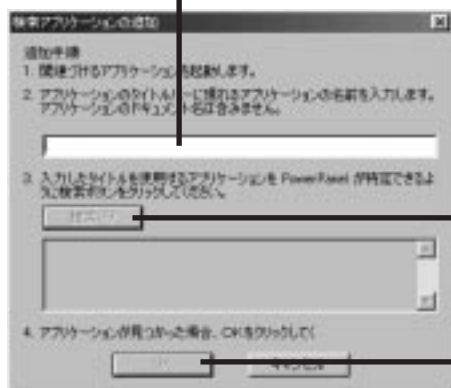 検索アプリケーションの追加
追加手順
1. 関連づけるアプリケーションを起動します。
2. アプリケーションのタイトルバーに現れるアプリケーションの名前を入力します。
アプリケーションのドキュメント名は含みません。
3. 入力したタイトルを使用するアプリケーションを PowerPanel が特定できるよ
うに検索ボタンをクリックしてください。
4. アプリケーションが見つかった場合、OKをクリックして
キャンセル